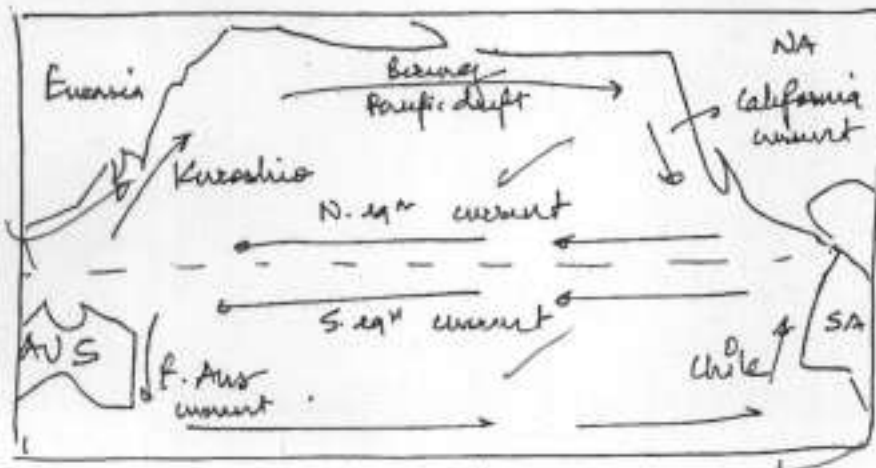 Eurasia
NA
Bering
Pacific drift
California
current
Kuroshio
N. eqn current
S. eqn current
AUS
E. Aus
current
Chile
SA